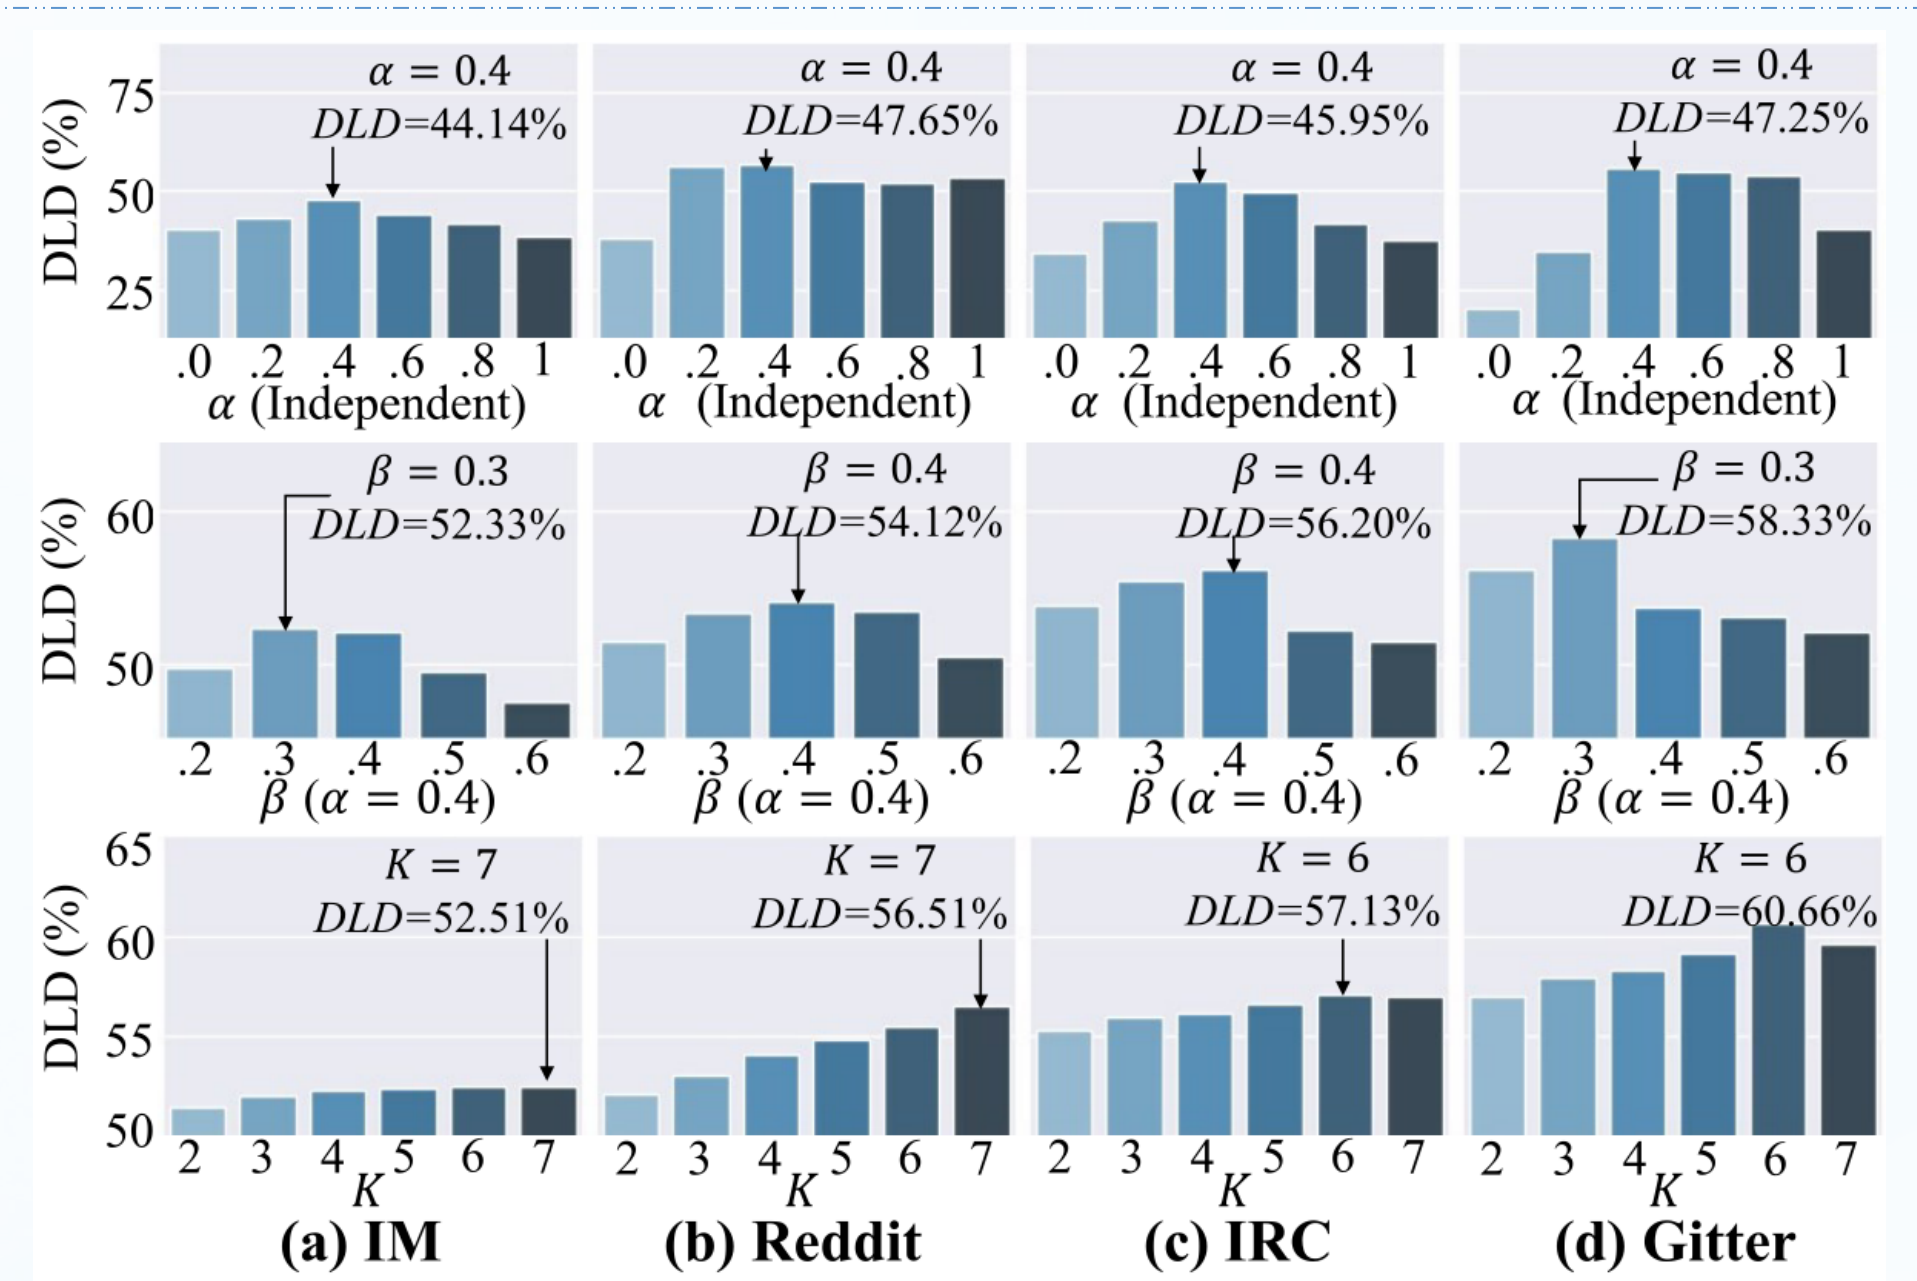 α = 0.4
DLD=44.14%
α = 0.4
DLD=47.65%
α = 0.4
DLD=45.95%
α = 0.4
DLD=47.25%
DLD (%)
75
50
25
.0 .2 .4 .6 .8 1
.0 .2 .4 .6 .8 1
.0 .2 .4 .6 .8 1
.0 .2 .4 .6 .8 1
α (Independent)
α (Independent)
α (Independent)
α (Independent)
β = 0.3
DLD=52.33%
β = 0.4
DLD=54.12%
β = 0.4
DLD=56.20%
β = 0.3
DLD=58.33%
DLD (%)
60
50
.2 .3 .4 .5 .6
.2 .3 .4 .5 .6
.2 .3 .4 .5 .6
.2 .3 .4 .5 .6
β (α = 0.4)
β (α = 0.4)
β (α = 0.4)
β (α = 0.4)
K = 7
DLD=52.51%
K = 7
DLD=56.51%
K = 6
DLD=57.13%
K = 6
DLD=60.66%
DLD (%)
65
60
55
50
2 3 4 5 6 7
2 3 4 5 6 7
2 3 4 5 6 7
2 3 4 5 6 7
K
K
K
K
(a) IM
(b) Reddit
(c) IRC
(d) Gitter